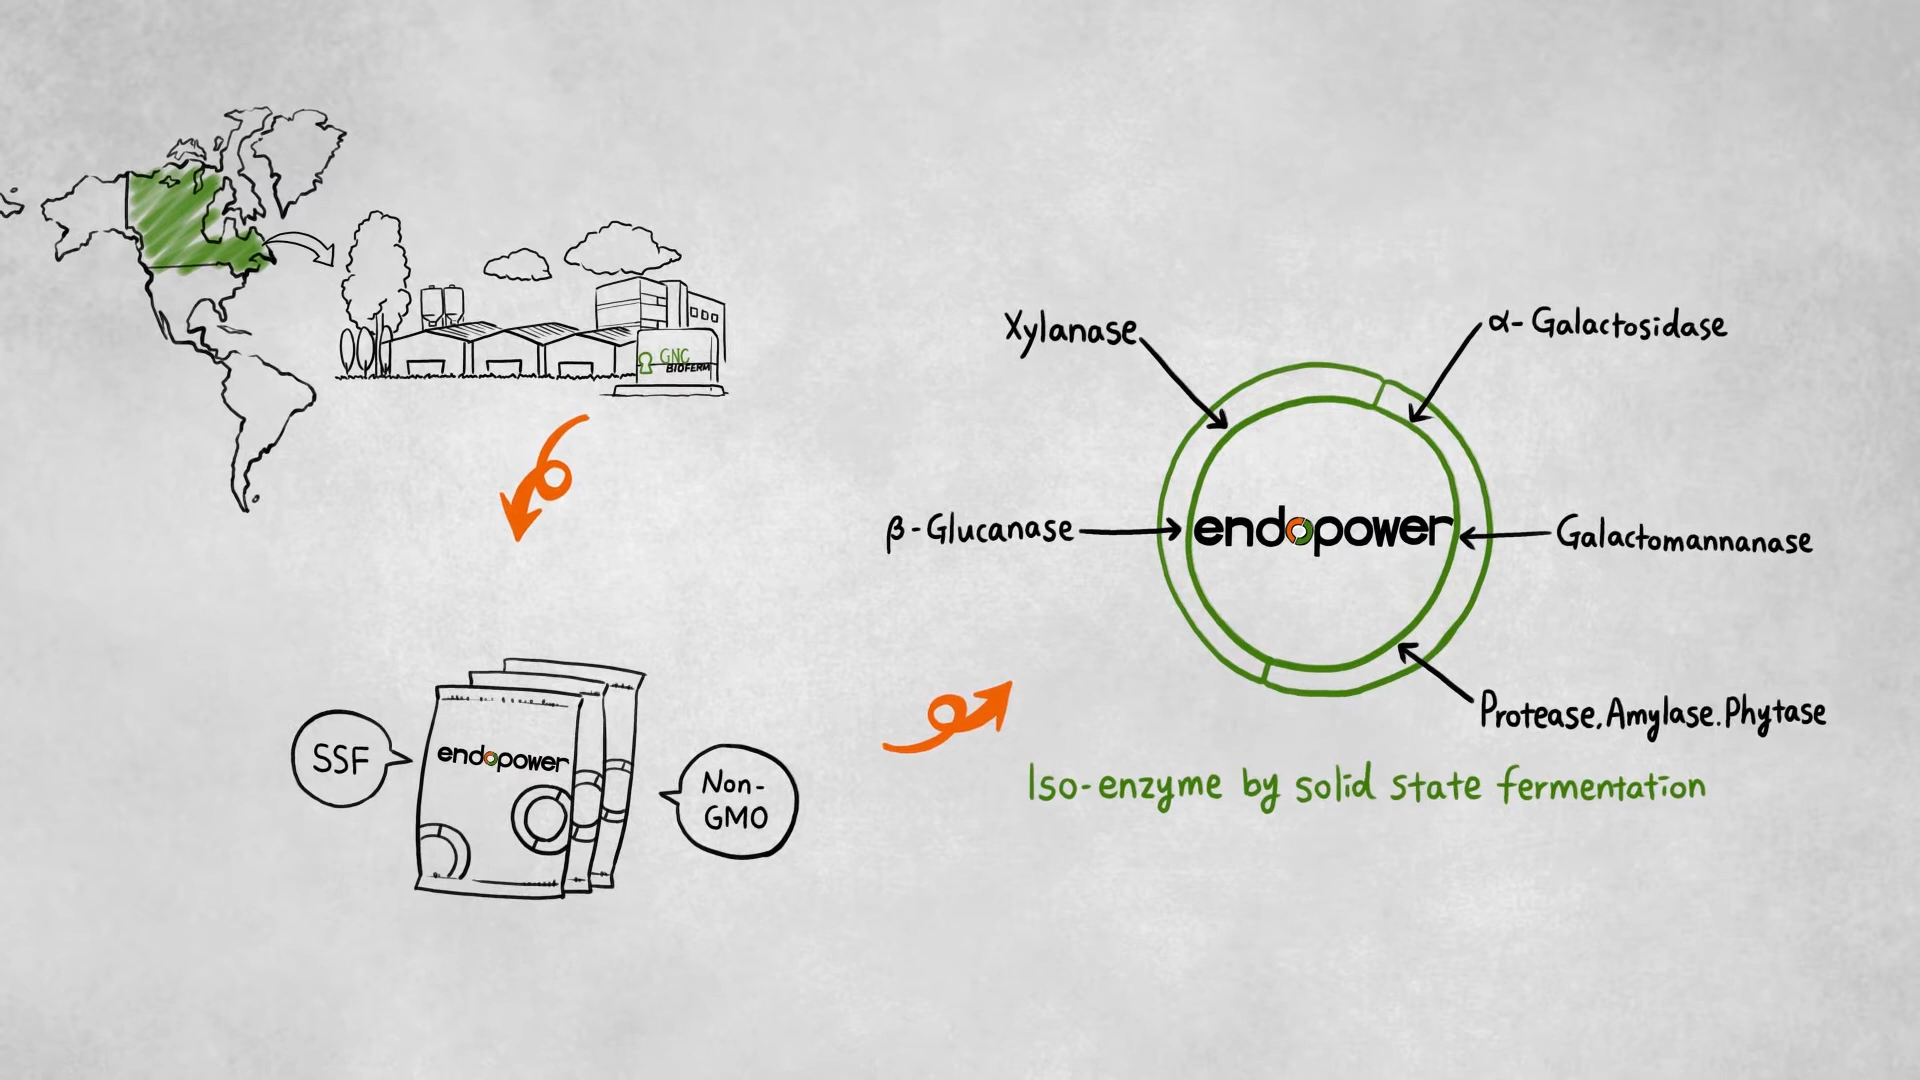 GNC
BIOFERM
SSF
endopower
Non-
GMO
Xylanase
α-Galactosidase
β-Glucanase
endopower
Galactomannanase
Protease.Amylase.Phytase
Iso-enzyme by solid state fermentation